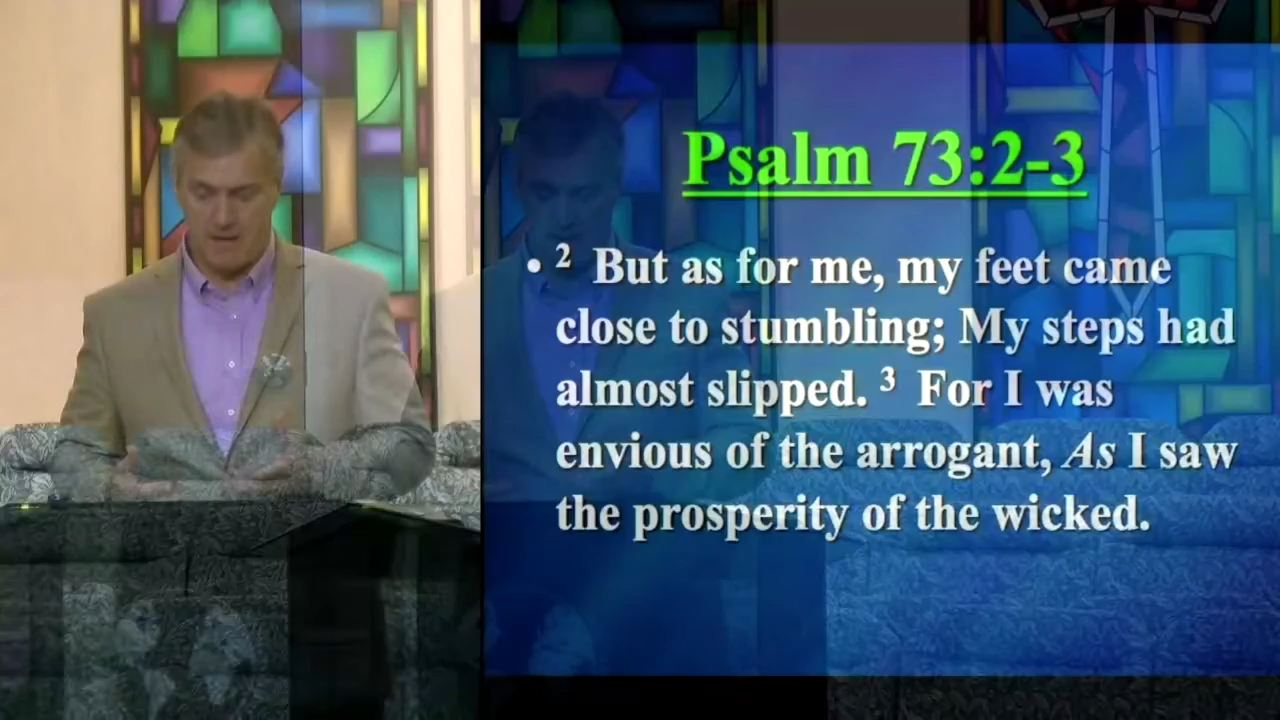 Psalm 73:2-3
• ² But as for me, my feet came
close to stumbling; My steps had
almost slipped. ³ For I was
envious of the arrogant, As I saw
the prosperity of the wicked.